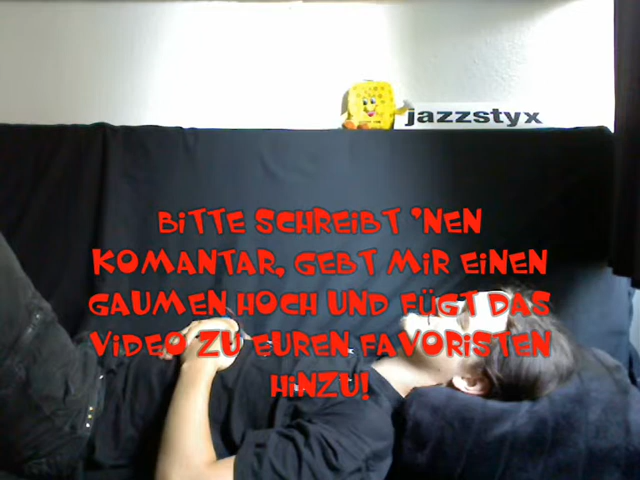 jazzstyx
BITTE SCHREIBT 'NEN
KOMANTAR, GEBT MIR EINEN
GAUMEN HOCH UND FÜGT DAS
VIDEO ZU EUREN FAVORISTEN
HINZU!